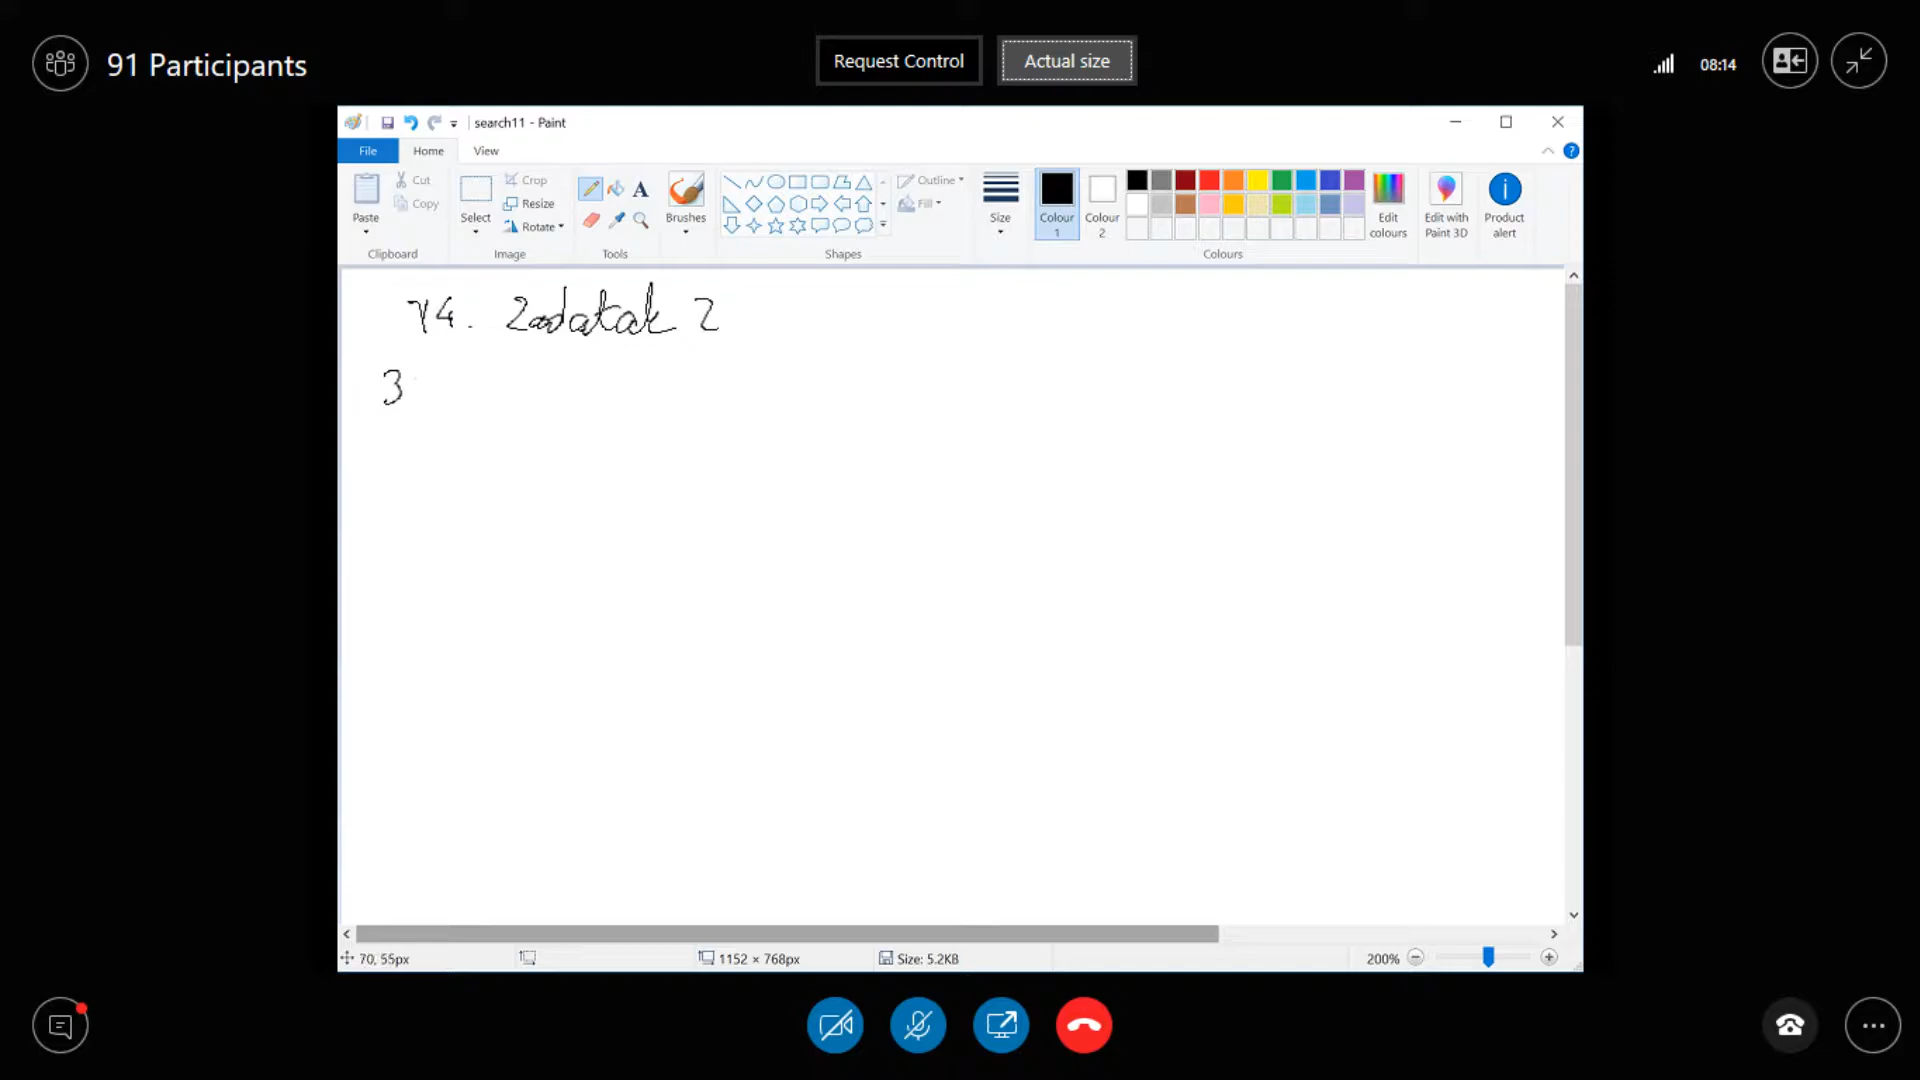 91 Participants
Request Control
Actual size
08:14
search11 - Paint
File
Home
View
Paste
Cut
Copy
Clipboard
Select
Crop
Resize
Rotate
Image
A
Tools
Brushes
Outline
Fill
Shapes
Size
Colour 1
Colour 2
Edit colours
Colours
Edit with Paint 3D
Product alert
V4. Zadatak 2
3
70, 55px
1152 × 768px
Size: 5.2KB
200%